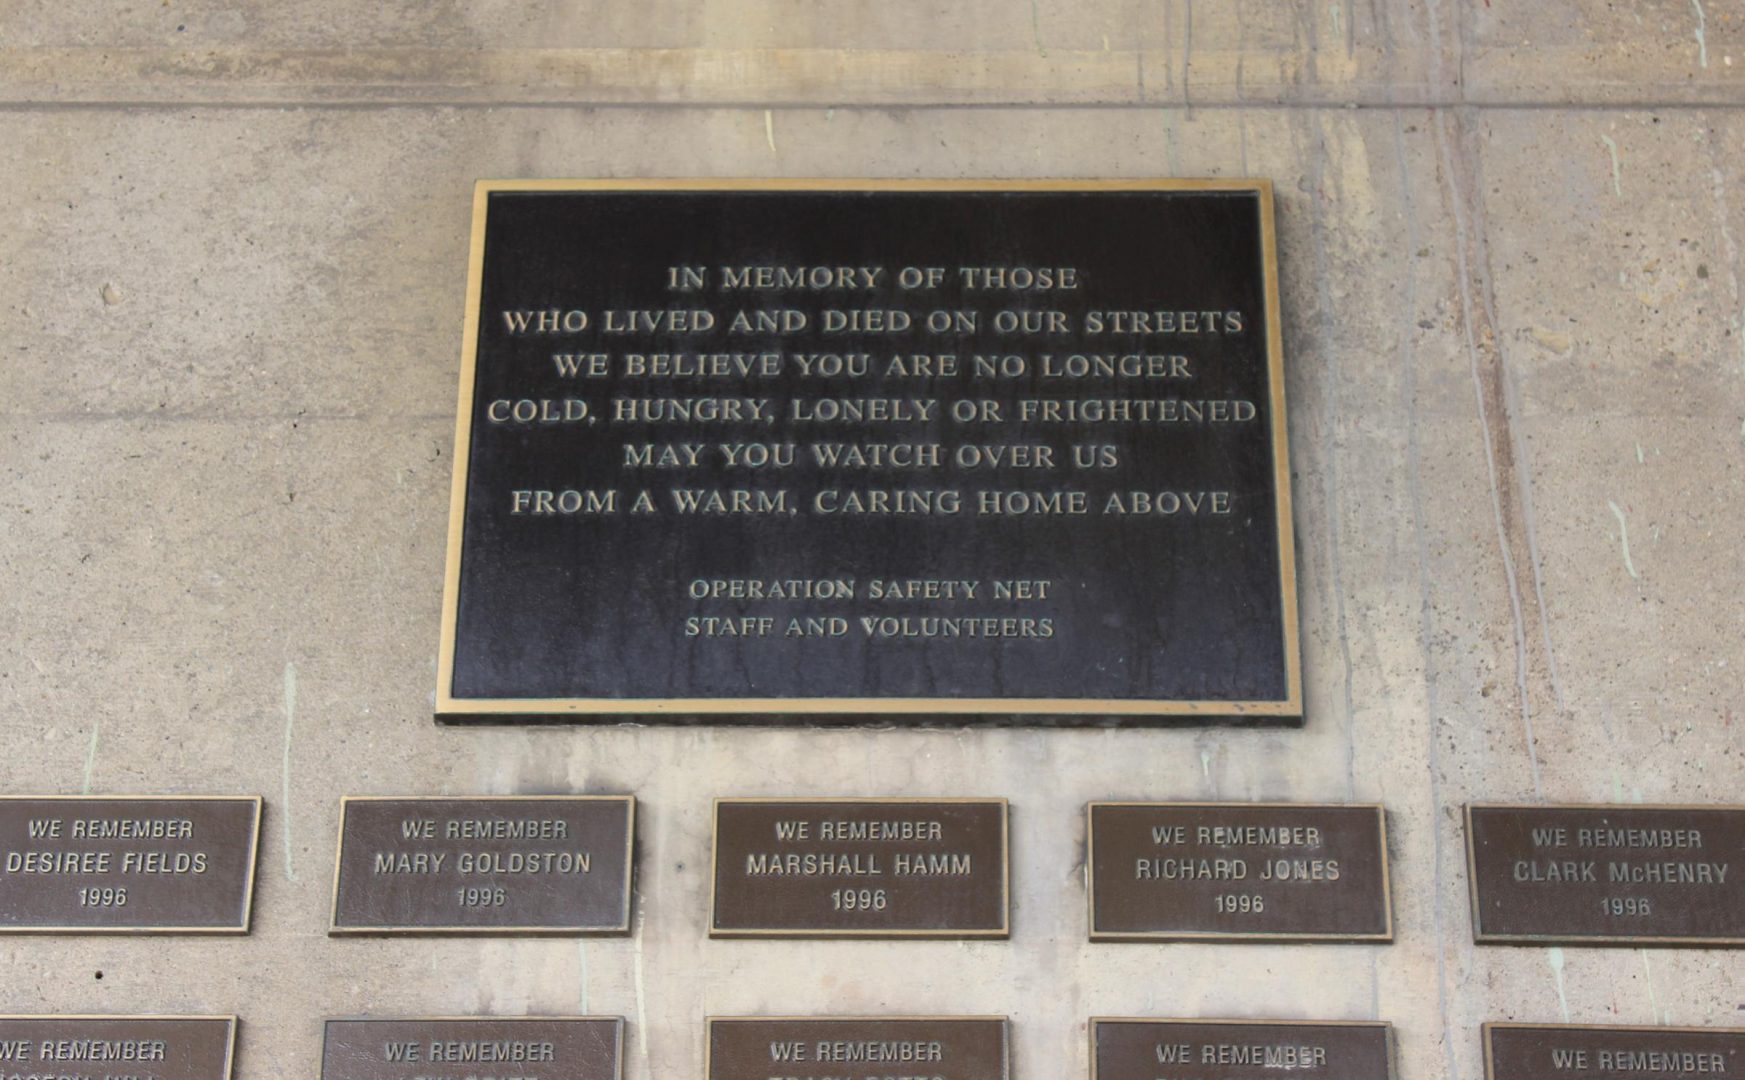 IN MEMORY OF THOSE
WHO LIVED AND DIED ON OUR STREETS
WE BELIEVE YOU ARE NO LONGER
COLD, HUNGRY, LONELY OR FRIGHTENED
MAY YOU WATCH OVER US
FROM A WARM, CARING HOME ABOVE
OPERATION SAFETY NET
STAFF AND VOLUNTEERS
WE REMEMBER
DESIREE FIELDS
1996
WE REMEMBER
MARY GOLDSTON
1996
WE REMEMBER
MARSHALL HAMM
1996
WE REMEMBER
RICHARD JONES
1996
WE REMEMBER
CLARK McHENRY
1996
WE REMEMBER
WE REMEMBER
WE REMEMBER
WE REMEMBER
WE REMEMBER